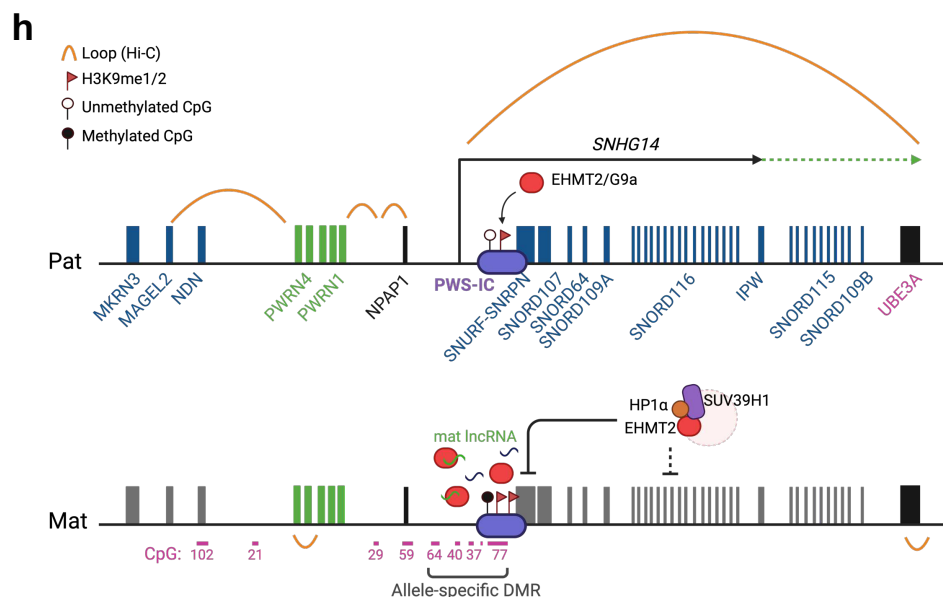 h
Loop (Hi-C)
H3K9me1/2
Unmethylated CpG
Methylated CpG
SNHG14
EHMT2/G9a
Pat
MKRN3
MAGEL2
NDN
PWRN4
PWRN1
NPAP1
PWS-IC
SNURF-SNRPN
SNORD107
SNORD64
SNORD109A
SNORD116
IPW
SNORD115
SNORD109B
UBE3A
HP1α
SUV39H1
EHMT2
mat lncRNA
Mat
CpG: 102 21 29 59 64 40 37 77
Allele-specific DMR